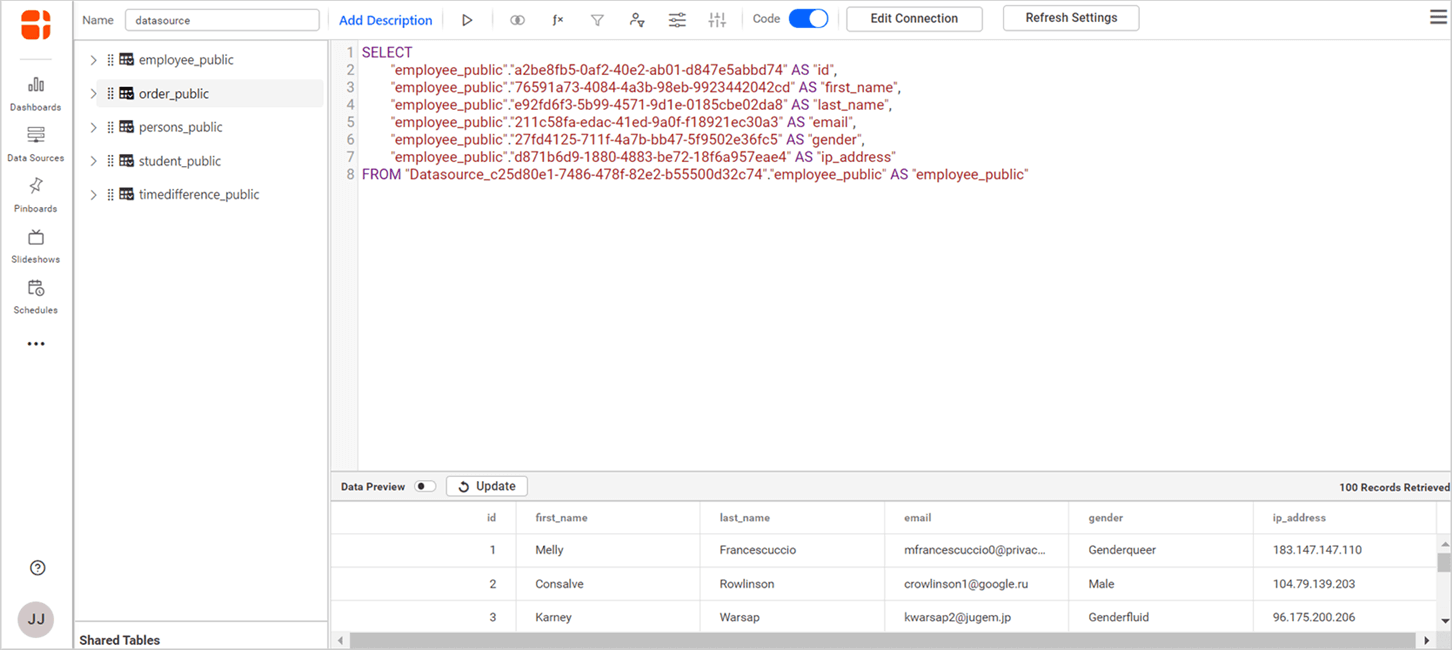 Name
datasource
Add Description
f×
Code
Edit Connection
Refresh Settings
Dashboards
Data Sources
Pinboards
Slideshows
Schedules
JJ
employee_public
order_public
persons_public
student_public
timedifference_public
Shared Tables
1 SELECT
2 "employee_public"."a2be8fb5-0af2-40e2-ab01-d847e5abbd74" AS "id",
3 "employee_public"."76591a73-4084-4a3b-98eb-9923442042cd" AS "first_name",
4 "employee_public"."e92fd6f3-5b99-4571-9d1e-0185cbe02da8" AS "last_name",
5 "employee_public"."211c58fa-edac-41ed-9a0f-f18921ec30a3" AS "email",
6 "employee_public"."27fd4125-711f-4a7b-bb47-5f9502e36fc5" AS "gender",
7 "employee_public"."d871b6d9-1880-4883-be72-18f6a957eae4" AS "ip_address"
8 FROM "Datasource_c25d80e1-7486-478f-82e2-b55500d32c74"."employee_public" AS "employee_public"
Data Preview Update 100 Records Retrieved
id first_name last_name email gender ip_address
1 Melly Francescuccio mfrancescuccio0@privac... Genderqueer 183.147.147.110
2 Consalve Rowlinson crowlinson1@google.ru Male 104.79.139.203
3 Karney Warsap kwarsap2@jugem.jp Genderfluid 96.175.200.206